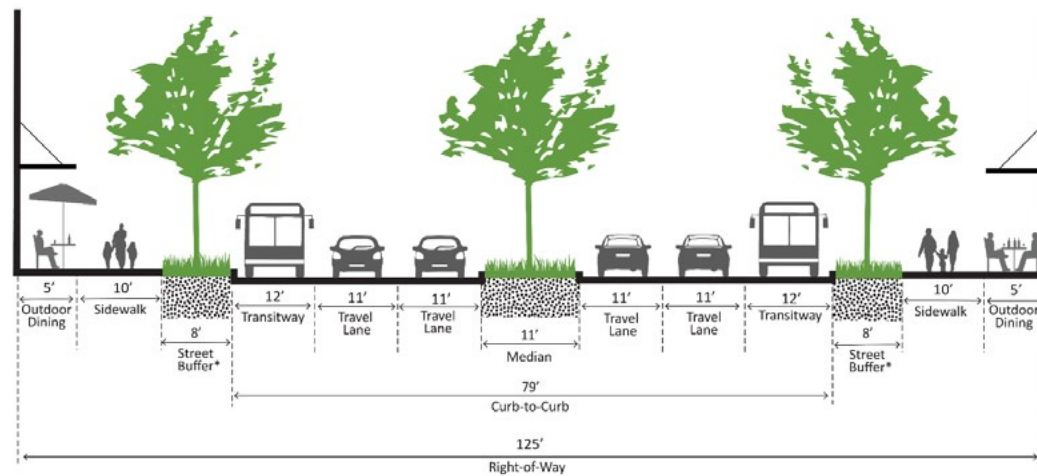 5’ 10’ 12’ 11’ 11’ 11’ 11’ 12’ 10’ 5’
Outdoor Dining Sidewalk Transitway Travel Lane Travel Lane Travel Lane Travel Lane Transitway Sidewalk Outdoor Dining
8’ 11’ 8’
Street Buffer* Median Street Buffer*
79’
Curb-to-Curb
125’
Right-of-Way